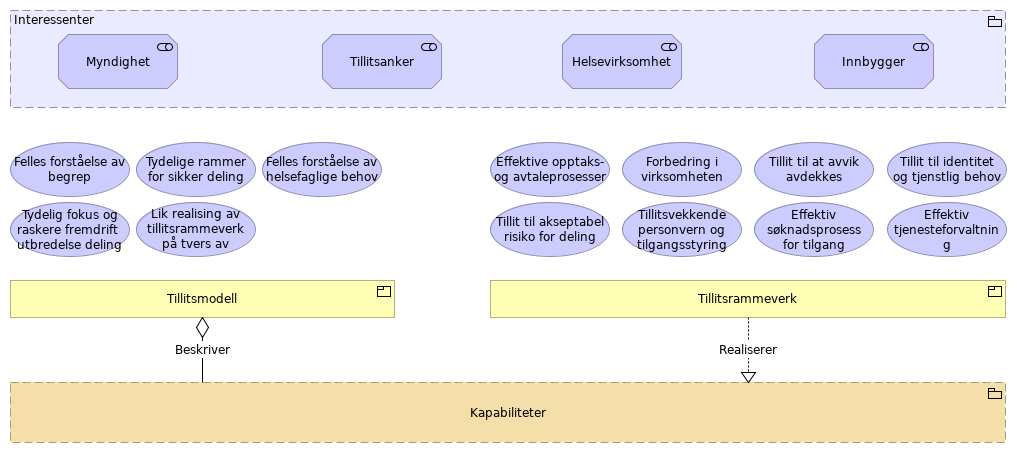 Interessenter
Myndighet
Tillitsanker
Helsevirksomhet
Innbygger
Felles forståelse av
begrep
Tydelige rammer
for sikker deling
Felles forståelse av
helsefaglige behov
Effektive opptaks-
og avtaleprosesser
Forbedring i
virksomheten
Tillit til at avvik
avdekkes
Tillit til identitet
og tjenstlig behov
Tydelig fokus og
raskere fremdrift
utbredelse deling
Lik realising av
tillitsrammeverk
på tvers av
Tillit til akseptabel
risiko for deling
Tillitsvekkende
personvern og
tilgangsstyring
Effektiv
søknadsprosess
for tilgang
Effektiv
tjenesteforvaltnin
g
Tillitsmodell
Tillitsrammeverk
Beskriver
Realiserer
Kapabiliteter